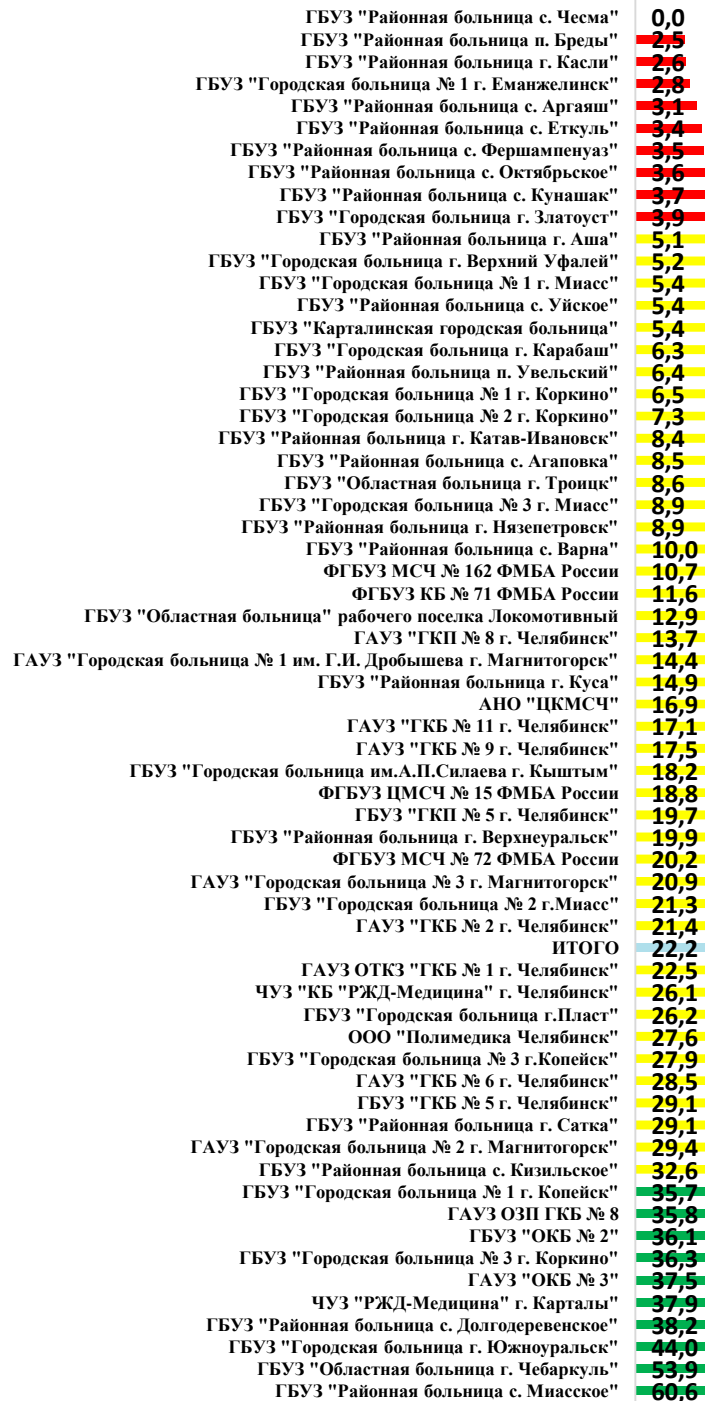 ГБУЗ "Районная больница с. Чесма" 0,0
ГБУЗ "Районная больница п. Бреды" 2,5
ГБУЗ "Районная больница г. Касли" 2,6
ГБУЗ "Городская больница № 1 г. Еманжелинск" 2,8
ГБУЗ "Районная больница с. Аргаяш" 3,1
ГБУЗ "Районная больница с. Еткуль" 3,4
ГБУЗ "Районная больница с. Фершампенуаз" 3,5
ГБУЗ "Районная больница с. Октябрьское" 3,6
ГБУЗ "Районная больница с. Кунашак" 3,7
ГБУЗ "Городская больница г. Златоуст" 3,9
ГБУЗ "Районная больница г. Аша" 5,1
ГБУЗ "Городская больница г. Верхний Уфалей" 5,2
ГБУЗ "Городская больница № 1 г. Миасс" 5,4
ГБУЗ "Районная больница с. Уйское" 5,4
ГБУЗ "Карталинская городская больница" 5,4
ГБУЗ "Городская больница г. Карабаш" 6,3
ГБУЗ "Районная больница п. Увельский" 6,4
ГБУЗ "Городская больница № 1 г. Коркино" 6,5
ГБУЗ "Городская больница № 2 г. Коркино" 7,3
ГБУЗ "Районная больница г. Катав-Ивановск" 8,4
ГБУЗ "Районная больница с. Агаповка" 8,5
ГБУЗ "Областная больница г. Троицк" 8,6
ГБУЗ "Городская больница № 3 г. Миасс" 8,9
ГБУЗ "Районная больница г. Нязепетровск" 8,9
ГБУЗ "Районная больница с. Варна" 10,0
ФГБУЗ МСЧ № 162 ФМБА России 10,7
ФГБУЗ КБ № 71 ФМБА России 11,6
ГБУЗ "Областная больница" рабочего поселка Локомотивный 12,9
ГАУЗ "ГКП № 8 г. Челябинск" 13,7
ГАУЗ "Городская больница № 1 им. Г.И. Дробышева г. Магнитогорск" 14,4
ГБУЗ "Районная больница г. Куса" 14,9
АНО "ЦКМСЧ" 16,9
ГАУЗ "ГКБ № 11 г. Челябинск" 17,1
ГАУЗ "ГКБ № 9 г. Челябинск" 17,5
ГБУЗ "Городская больница им.А.П.Силаева г. Кыштым" 18,2
ФГБУЗ ЦМСЧ № 15 ФМБА России 18,8
ГБУЗ "ГКП № 5 г. Челябинск" 19,7
ГБУЗ "Районная больница г. Верхнеуральск" 19,9
ФГБУЗ МСЧ № 72 ФМБА России 20,2
ГАУЗ "Городская больница № 3 г. Магнитогорск" 20,9
ГБУЗ "Городская больница № 2 г.Миасс" 21,3
ГАУЗ "ГКБ № 2 г. Челябинск" 21,4
ИТОГО 22,2
ГАУЗ ОТКЗ "ГКБ № 1 г. Челябинск" 22,5
ЧУЗ "КБ "РЖД-Медицина" г. Челябинск" 26,1
ГБУЗ "Городская больница г.Пласт" 26,2
ООО "Полимедика Челябинск" 27,6
ГБУЗ "Городская больница № 3 г.Копейск" 27,9
ГАУЗ "ГКБ № 6 г. Челябинск" 28,5
ГБУЗ "ГКБ № 5 г. Челябинск" 29,1
ГБУЗ "Районная больница г. Сатка" 29,1
ГАУЗ "Городская больница № 2 г. Магнитогорск" 29,4
ГБУЗ "Районная больница с. Кизильское" 32,6
ГБУЗ "Городская больница № 1 г. Копейск" 35,7
ГАУЗ ОЗП ГКБ № 8 35,8
ГБУЗ "ОКБ № 2" 36,1
ГБУЗ "Городская больница № 3 г. Коркино" 36,3
ГАУЗ "ОКБ № 3" 37,5
ЧУЗ "РЖД-Медицина" г. Карталы" 37,9
ГБУЗ "Районная больница с. Долгодеревенское" 38,2
ГБУЗ "Городская больница г. Южноуральск" 44,0
ГБУЗ "Областная больница г. Чебаркуль" 53,9
ГБУЗ "Районная больница с. Миасское" 60,6